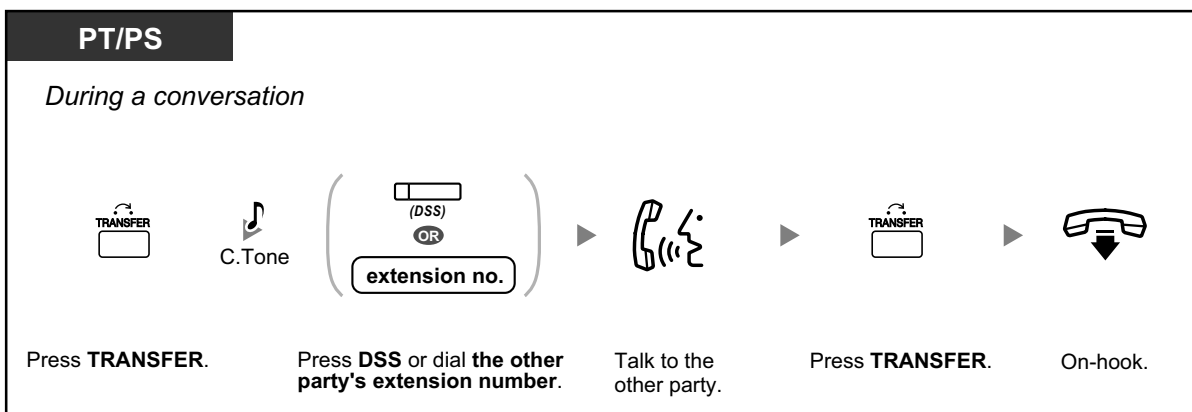 PT/PS
During a conversation
TRANSFER
C.Tone
(DSS)
OR
extension no.
TRANSFER
Press TRANSFER.
Press DSS or dial the other
party's extension number.
Talk to the
other party.
Press TRANSFER.
On-hook.